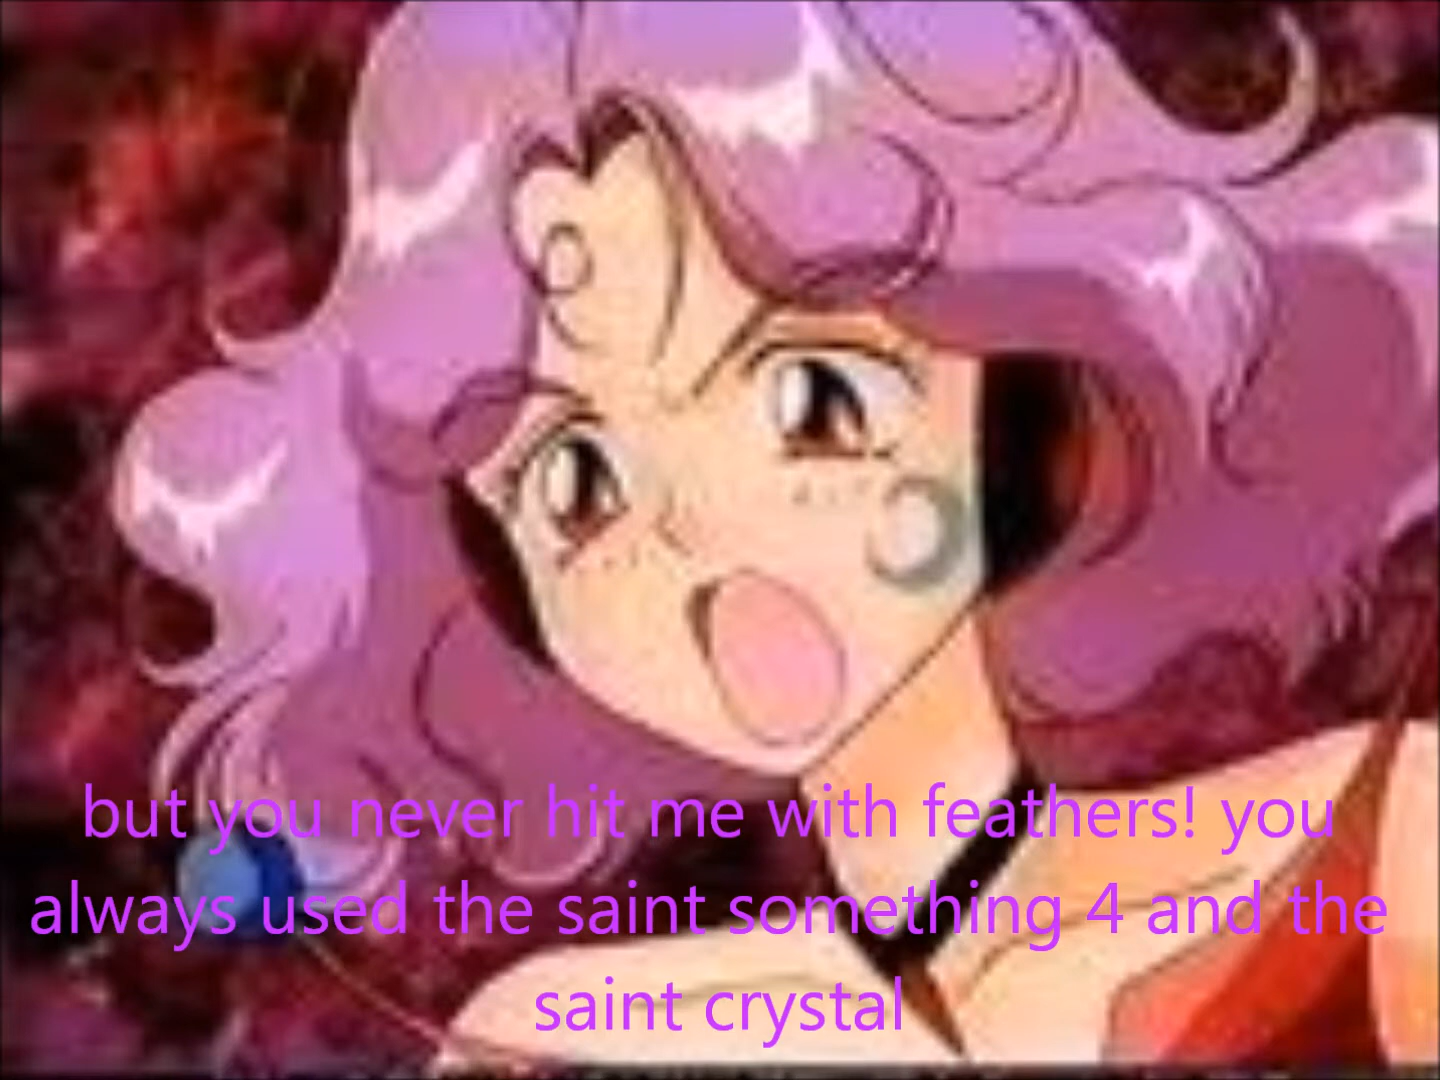 but you never hit me with feathers! you
always used the saint something 4 and the
saint crystal